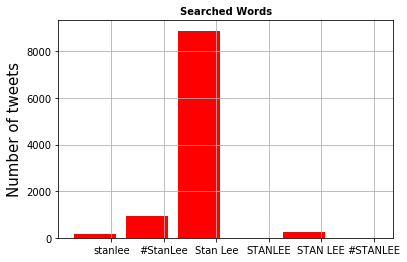 Searched Words
Number of tweets
8000
6000
4000
2000
0
stanlee #StanLee Stan Lee STANLEE STAN LEE #STANLEE